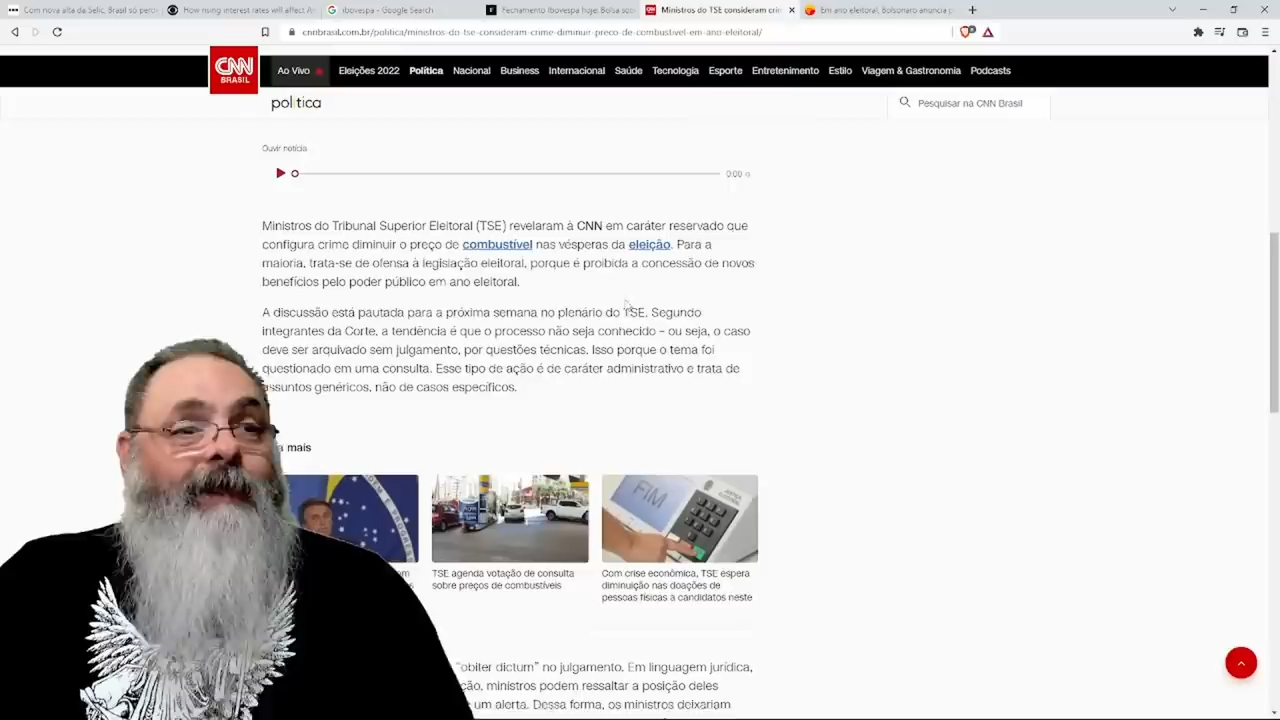 Com nova alta da Selic, Brasil só perde
How rising interest rates will affect A
ibovespa - Google Search
Fechamento Ibovespa hoje: Bolsa sob
Ministros do TSE consideram crim
Em ano eleitoral, Bolsonaro anuncia p
cnnbrasil.com.br/politica/ministros-do-tse-consideram-crime-diminuir-preco-de-combustivel-em-ano-eleitoral/
CNN
BRASIL
Ao Vivo
Eleições 2022
Política
Nacional
Business
Internacional
Saúde
Tecnologia
Esporte
Entretenimento
Estilo
Viagem & Gastronomia
Podcasts
política
Pesquisar na CNN Brasil
Ouvir notícia
0:00
Ministros do Tribunal Superior Eleitoral (TSE) revelaram à CNN em caráter reservado que
configura crime diminuir o preço de combustível nas vésperas da eleição. Para a
maioria, trata-se de ofensa à legislação eleitoral, porque é proibida a concessão de novos
benefícios pelo poder público em ano eleitoral.
A discussão está pautada para a próxima semana no plenário do TSE. Segundo
integrantes da Corte, a tendência é que o processo não seja conhecido – ou seja, o caso
deve ser arquivado sem julgamento, por questões técnicas. Isso porque o tema foi
questionado em uma consulta. Esse tipo de ação é de caráter administrativo e trata de
assuntos genéricos, não de casos específicos.
mais
FIM
JUSTIÇA
ELEITORAL
em
TSE agenda votação de consulta
sobre preços de combustíveis
Com crise econômica, TSE espera
diminuição nas doações de
pessoas físicas a candidatos neste
"obiter dictum" no julgamento. Em linguagem jurídica,
ção, ministros podem ressaltar a posição deles
um alerta. Dessa forma, os ministros deixariam